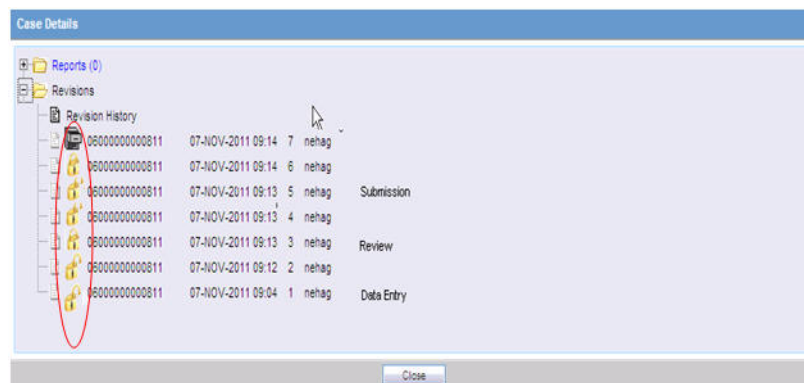 Case Details
Reports (0)
Revisions
Revision History
06000000000811 07-NOV-2011 09:14 7 nehag
06000000000811 07-NOV-2011 09:14 6 nehag
06000000000811 07-NOV-2011 09:13 5 nehag Submission
06000000000811 07-NOV-2011 09:13 4 nehag
06000000000811 07-NOV-2011 09:13 3 nehag Review
06000000000811 07-NOV-2011 09:12 2 nehag
06000000000811 07-NOV-2011 09:04 1 nehag Data Entry
Close